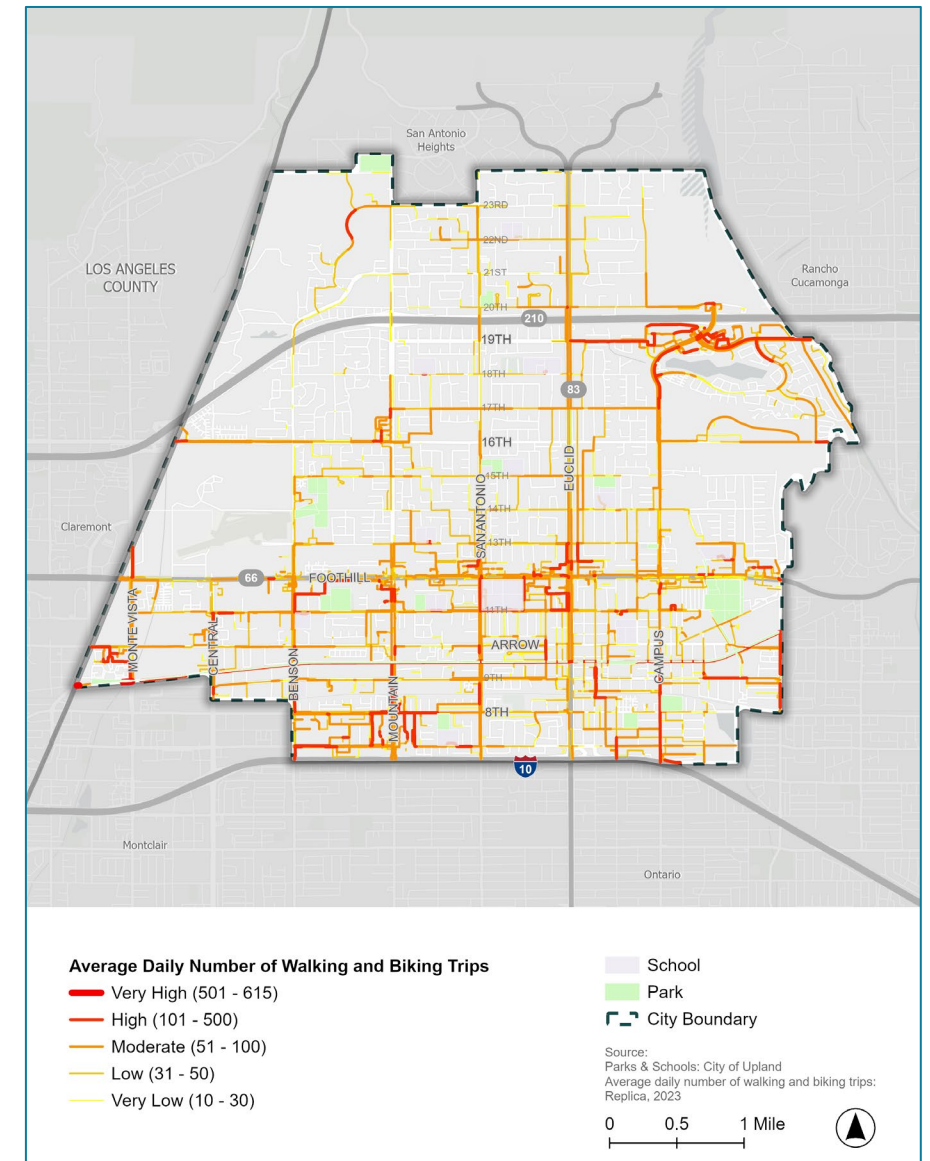 San Antonio
Heights
23RD
22ND
LOS ANGELES
COUNTY
21ST
Rancho
Cucamonga
20TH
210
19TH
18TH
83
17TH
16TH
EUCLID
15TH
SAN ANTONIO
14TH
Claremont
13TH
66
FOOTHILL
11TH
MONTE VISTA
CENTRAL
ARROW
CAMPUS
BENSON
9TH
MOUNTAIN
8TH
10
Montclair
Ontario
Average Daily Number of Walking and Biking Trips
Very High (501 - 615)
High (101 - 500)
Moderate (51 - 100)
Low (31 - 50)
Very Low (10 - 30)
School
Park
City Boundary
Source:
Parks & Schools: City of Upland
Average daily number of walking and biking trips:
Replica, 2023
0 0.5 1 Mile